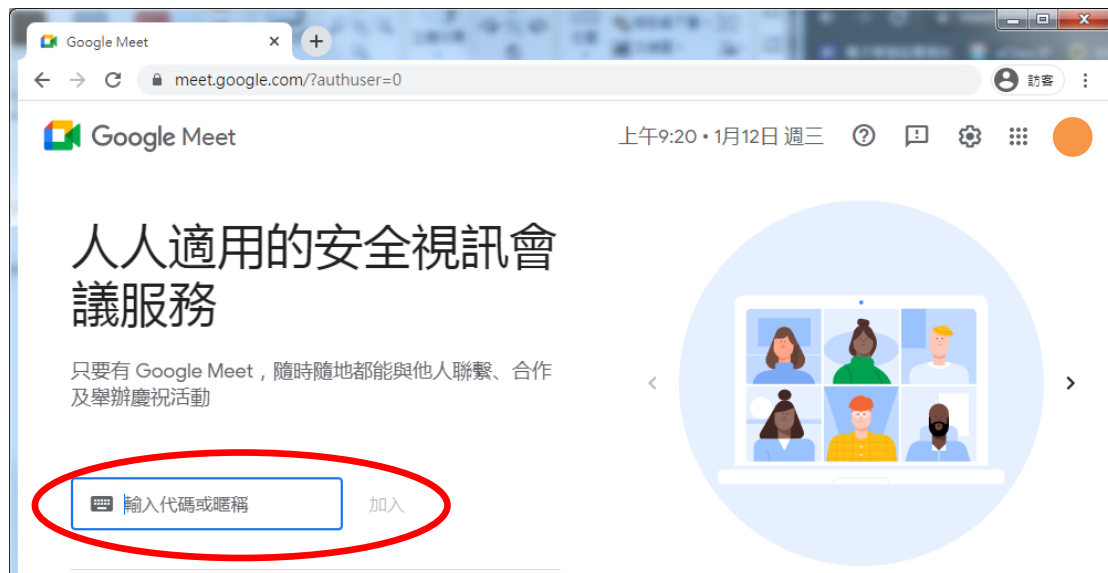 Google Meet
meet.google.com/?authuser=0
訪客
Google Meet
上午9:20 • 1月12日 週三
人人適用的安全視訊會
議服務
只要有 Google Meet，隨時隨地都能與他人聯繫、合作
及舉辦慶祝活動
輸入代碼或暱稱
加入